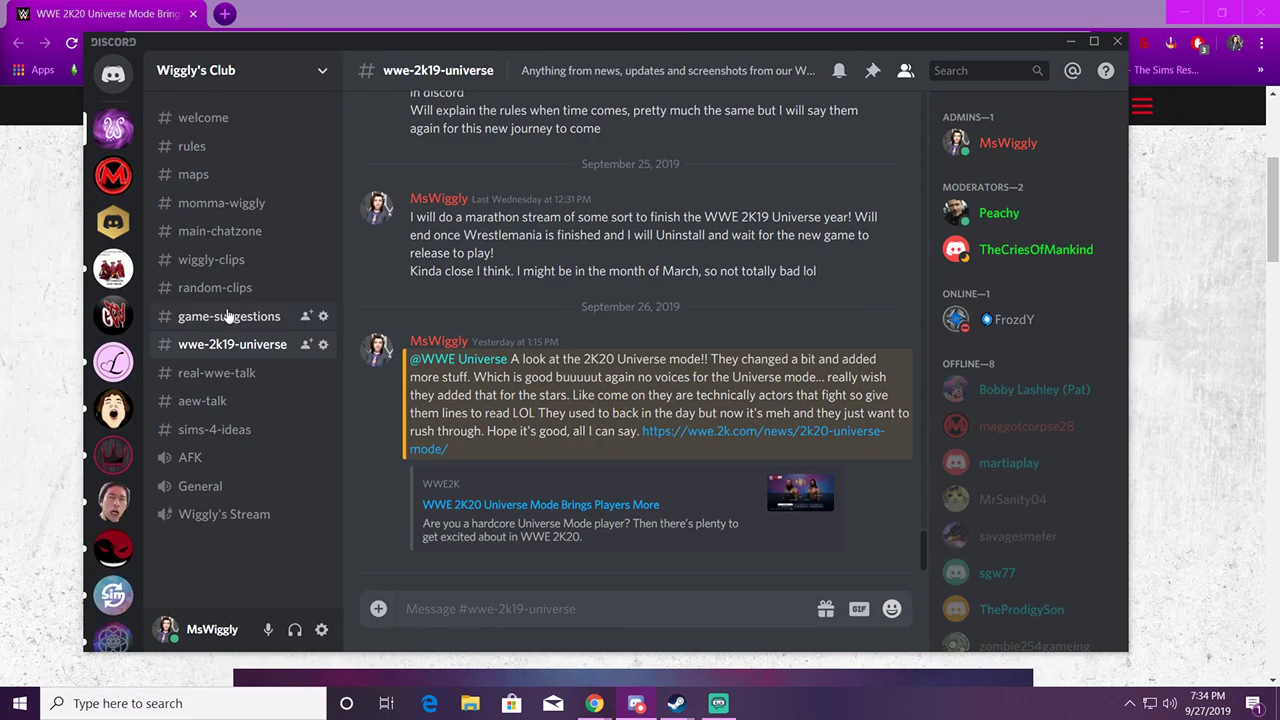 WWE 2K20 Universe Mode Bring
Apps
The Sims Res...
DISCORD
Wiggly's Club
# wwe-2k19-universe
Anything from news, updates and screenshots from our W...
Search
# welcome
# rules
# maps
# momma-wiggly
# main-chatzone
# wiggly-clips
# random-clips
# game-suggestions
# wwe-2k19-universe
# real-wwe-talk
# aew-talk
# sims-4-ideas
AFK
General
Wiggly's Stream
MsWiggly
in discord
Will explain the rules when time comes, pretty much the same but I will say them
again for this new journey to come
September 25, 2019
MsWiggly Last Wednesday at 12:31 PM
I will do a marathon stream of some sort to finish the WWE 2K19 Universe year! Will
end once Wrestlemania is finished and I will Uninstall and wait for the new game to
release to play!
Kinda close I think. I might be in the month of March, so not totally bad lol
September 26, 2019
MsWiggly Yesterday at 1:15 PM
@WWE Universe A look at the 2K20 Universe mode!! They changed a bit and added
more stuff. Which is good buuuuut again no voices for the Universe mode... really wish
they added that for the stars. Like come on they are technically actors that fight so give
them lines to read LOL They used to back in the day but now it's meh and they just want to
rush through. Hope it's good, all I can say. https://wwe.2k.com/news/2k20-universe-
mode/
WWE2K
WWE 2K20 Universe Mode Brings Players More
Are you a hardcore Universe Mode player? Then there's plenty to
get excited about in WWE 2K20.
Message #wwe-2k19-universe
GIF
ADMINS—1
MsWiggly
MODERATORS—2
Peachy
TheCriesOfMankind
ONLINE—1
FrozdY
OFFLINE—8
Bobby Lashley (Pat)
maggotcorpse28
martiaplay
MrSanity04
savagesmefer
sgw77
TheProdigySon
zombie254gameing
Type here to search
7:34 PM
9/27/2019